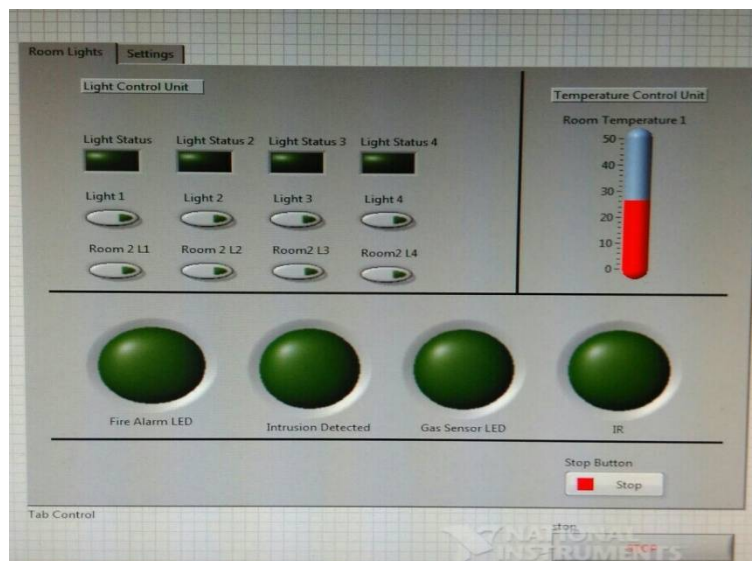 Room Lights Settings
Light Control Unit
Temperature Control Unit
Room Temperature 1
Light Status Light Status 2 Light Status 3 Light Status 4
50
40
30
20
10
0
Light 1 Light 2 Light 3 Light 4
Room 2 L1 Room 2 L2 Room2 L3 Room2 L4
Fire Alarm LED Intrusion Detected Gas Sensor LED IR
Stop Button
Stop
Tab Control
stop
NATIONAL
INSTRUMENTS
STOP